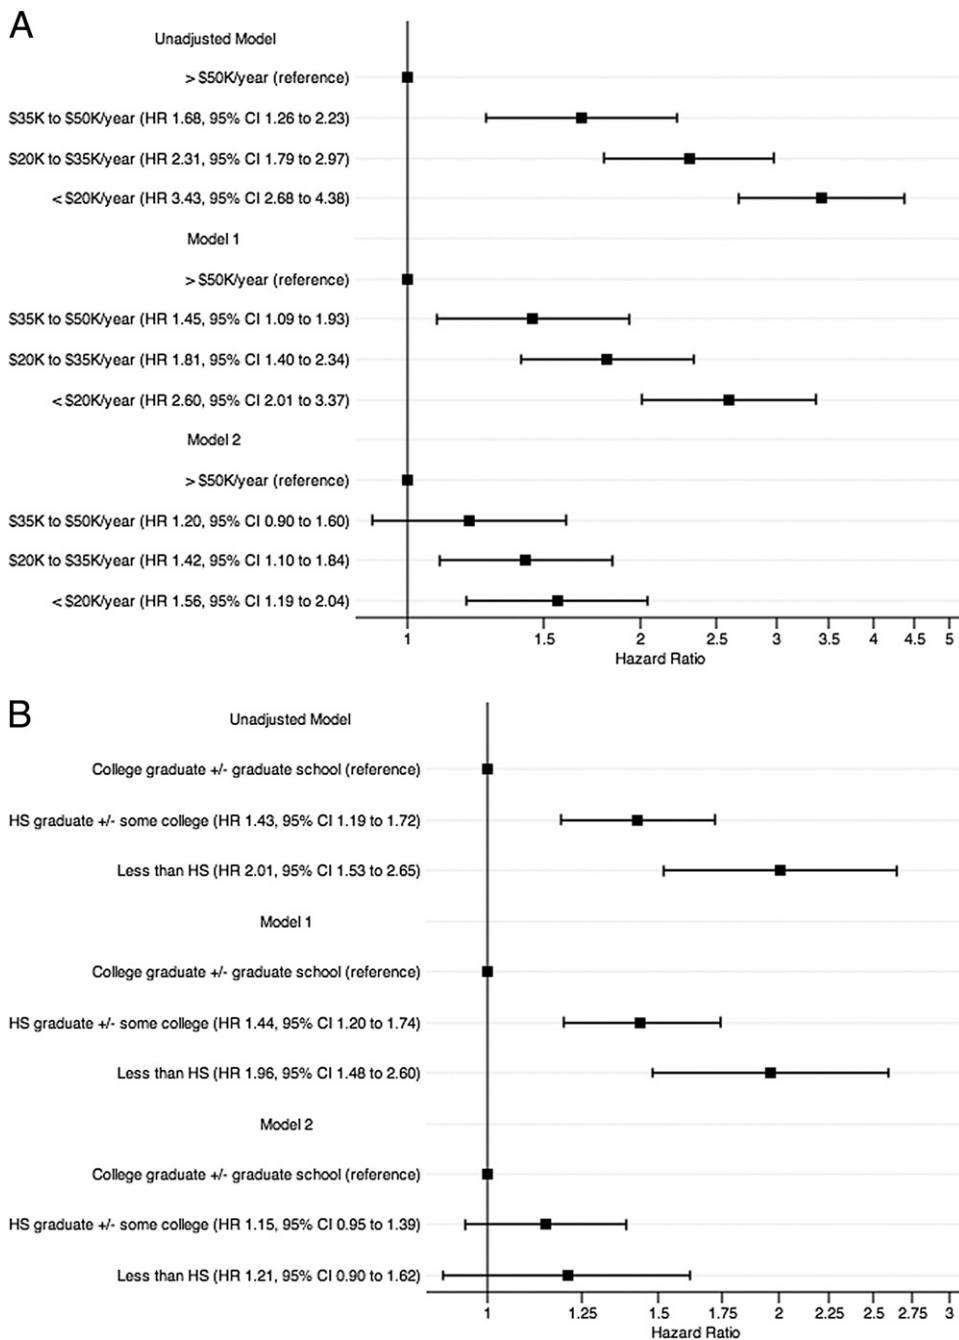 A
Unadjusted Model
> $50K/year (reference)
$35K to $50K/year (HR 1.68, 95% CI 1.26 to 2.23)
$20K to $35K/year (HR 2.31, 95% CI 1.79 to 2.97)
< $20K/year (HR 3.43, 95% CI 2.68 to 4.38)
Model 1
> $50K/year (reference)
$35K to $50K/year (HR 1.45, 95% CI 1.09 to 1.93)
$20K to $35K/year (HR 1.81, 95% CI 1.40 to 2.34)
< $20K/year (HR 2.60, 95% CI 2.01 to 3.37)
Model 2
> $50K/year (reference)
$35K to $50K/year (HR 1.20, 95% CI 0.90 to 1.60)
$20K to $35K/year (HR 1.42, 95% CI 1.10 to 1.84)
< $20K/year (HR 1.56, 95% CI 1.19 to 2.04)
1 1.5 2 2.5 3 3.5 4 4.5 5
Hazard Ratio
B
Unadjusted Model
College graduate +/- graduate school (reference)
HS graduate +/- some college (HR 1.43, 95% CI 1.19 to 1.72)
Less than HS (HR 2.01, 95% CI 1.53 to 2.65)
Model 1
College graduate +/- graduate school (reference)
HS graduate +/- some college (HR 1.44, 95% CI 1.20 to 1.74)
Less than HS (HR 1.96, 95% CI 1.48 to 2.60)
Model 2
College graduate +/- graduate school (reference)
HS graduate +/- some college (HR 1.15, 95% CI 0.95 to 1.39)
Less than HS (HR 1.21, 95% CI 0.90 to 1.62)
1 1.25 1.5 1.75 2 2.25 2.5 2.75 3
Hazard Ratio